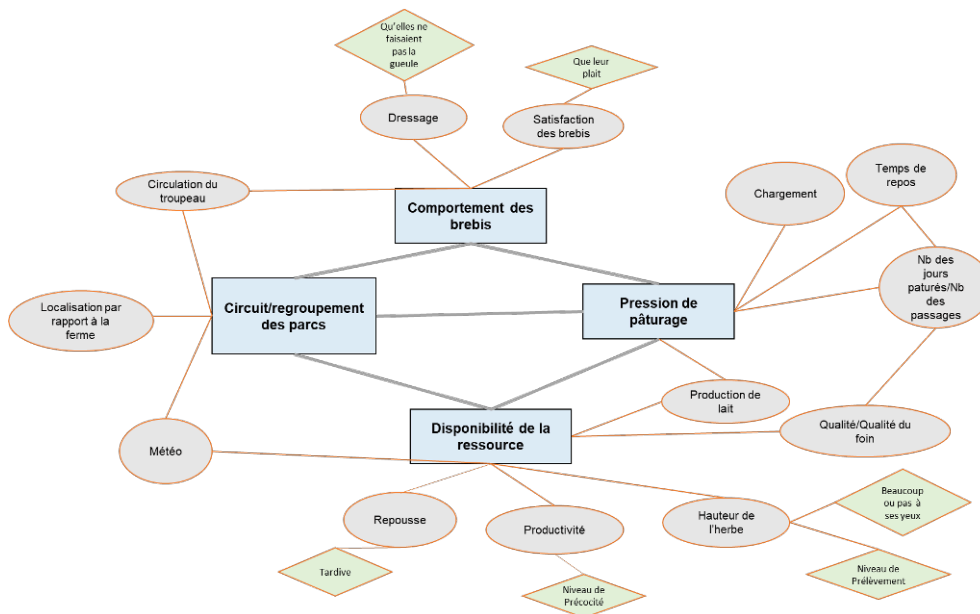 Qu'elles ne
faisaient
pas la
gueule
Que leur
plait
Dressage
Satisfaction
des brebis
Circulation du
troupeau
Comportement des
brebis
Chargement
Temps de
repos
Localisation par
rapport à la
ferme
Circuit/regroupement
des parcs
Pression de
pâturage
Nb des
jours
paturés/Nb
des
passages
Production de
lait
Disponibilité de la
ressource
Qualité/Qualité du
foin
Météo
Repousse
Productivité
Hauteur de
l'herbe
Beaucoup
ou pas à
ses yeux
Tardive
Niveau de
Précocité
Niveau de
Prélèvement